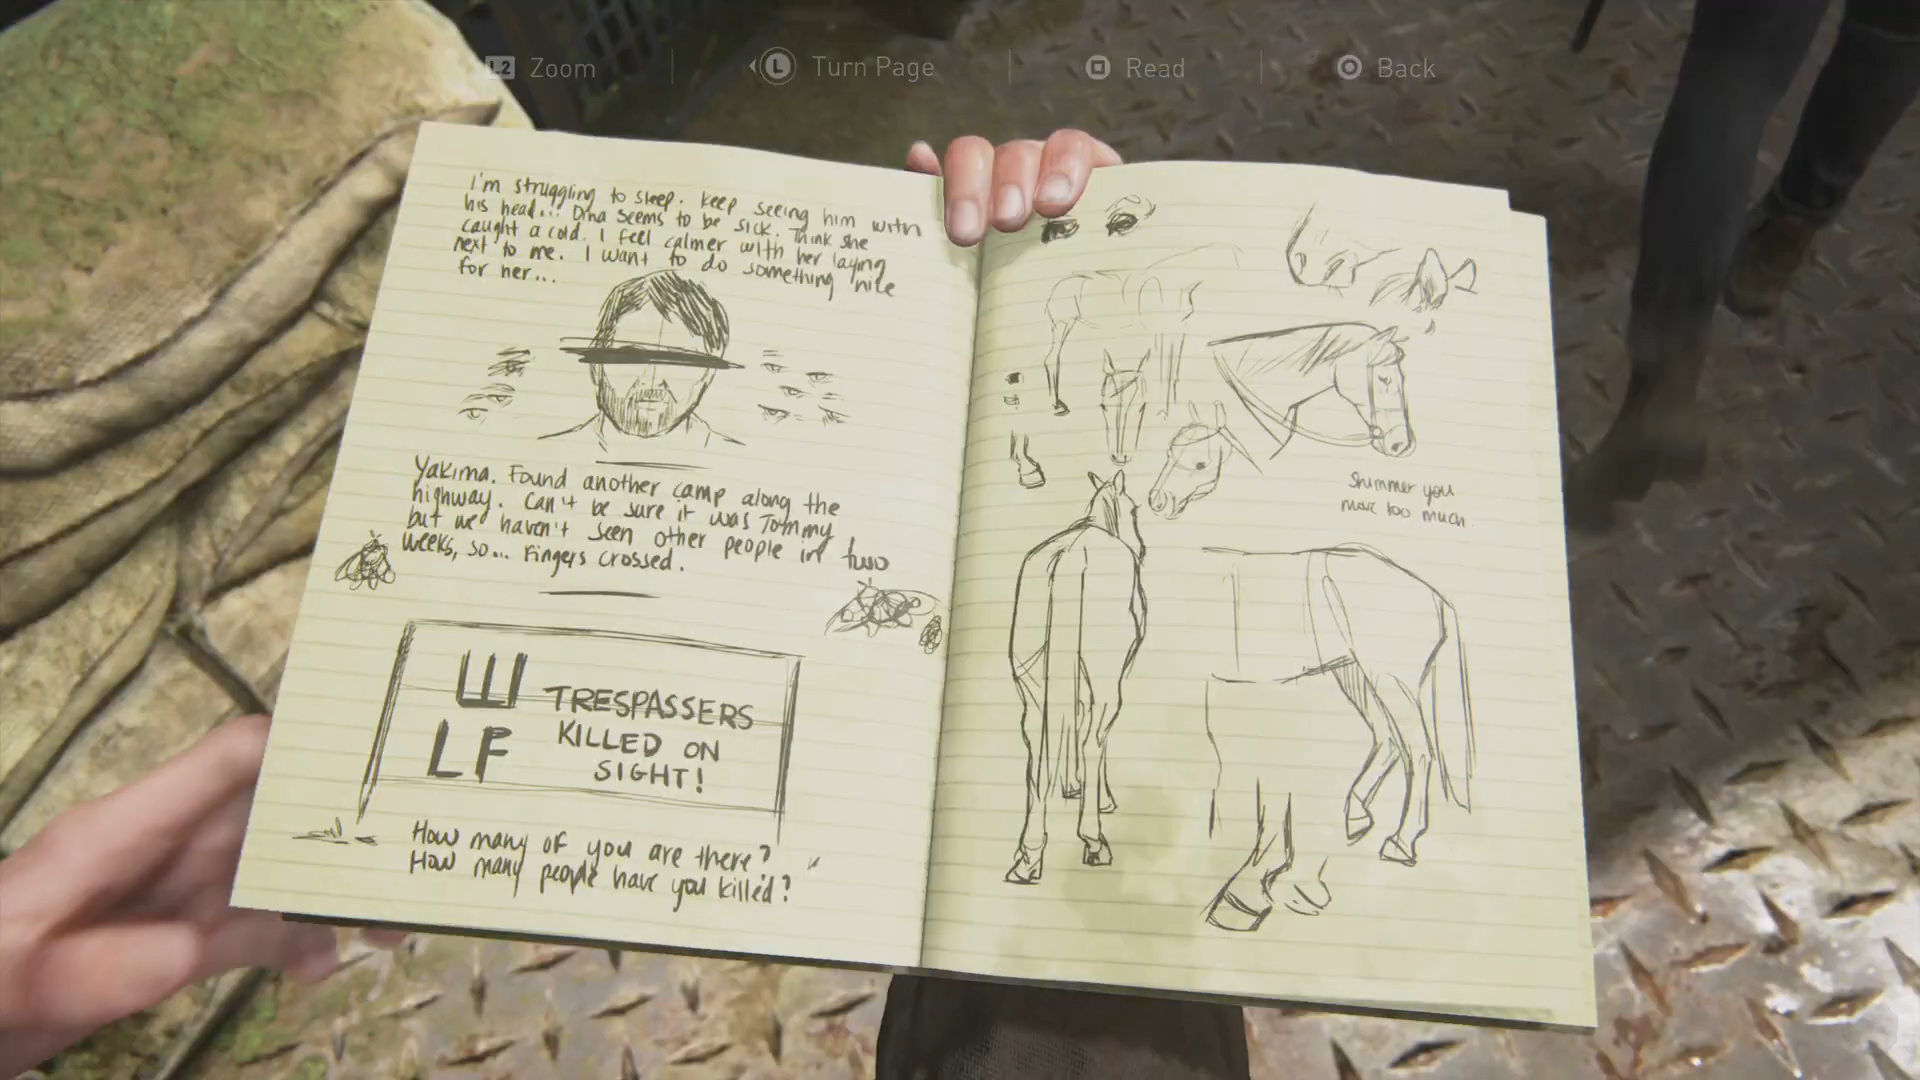 L2 Zoom
L Turn Page
Read
Back
I'm struggling to sleep. Keep seeing him with
his head... Dina seems to be sick. Think she
caught a cold. I feel calmer with her laying
next to me. I want to do something nice
for her...
Yakima. Found another camp along the
highway. Can't be sure it was Tommy
but we haven't seen other people in two
weeks, so... Fingers crossed.
W TRESPASSERS
LF KILLED ON
SIGHT!
How many of you are there?
How many people have you killed?
Shimmer you
move too much.